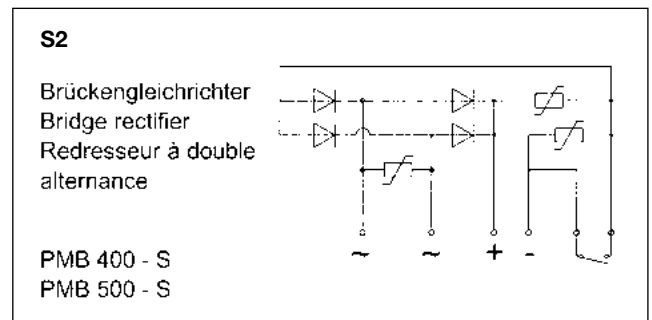 S2
Brückengleichrichter
Bridge rectifier
Redresseur à double
alternance
~ ~ + -
PMB 400 - S
PMB 500 - S